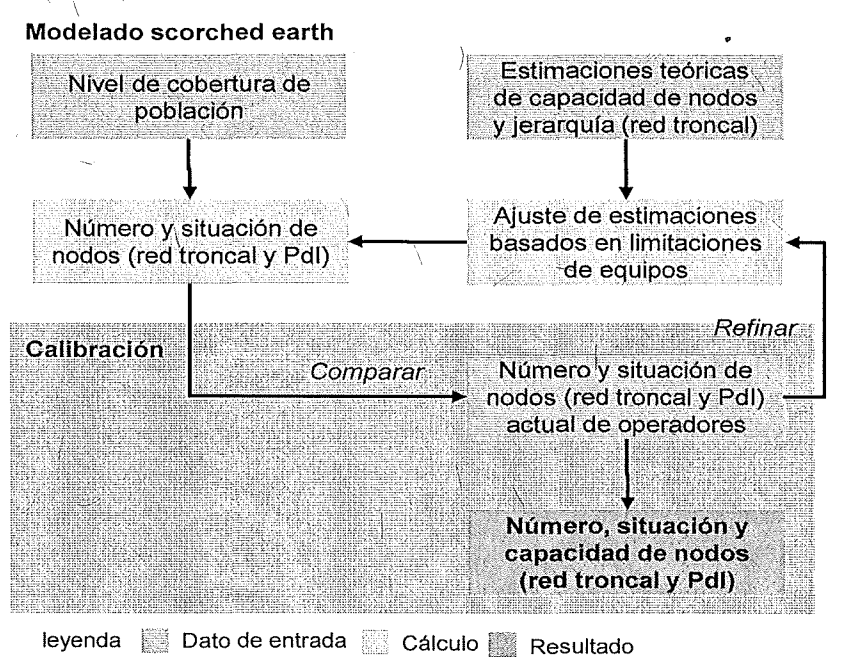 Modelado scorched earth
Nivel de cobertura de
población
Estimaciones teóricas
de capacidad de nodos
y jerarquía (red troncal)
Número y situación de
nodos (red troncal y PdI)
Ajuste de estimaciones
basados en limitaciones
de equipos
Refinar
Calibración
Comparar
Número y situación de
nodos (red troncal y PdI)
actual de operadores
Número, situación y
capacidad de nodos
(red troncal y PdI)
leyenda Dato de entrada Cálculo Resultado